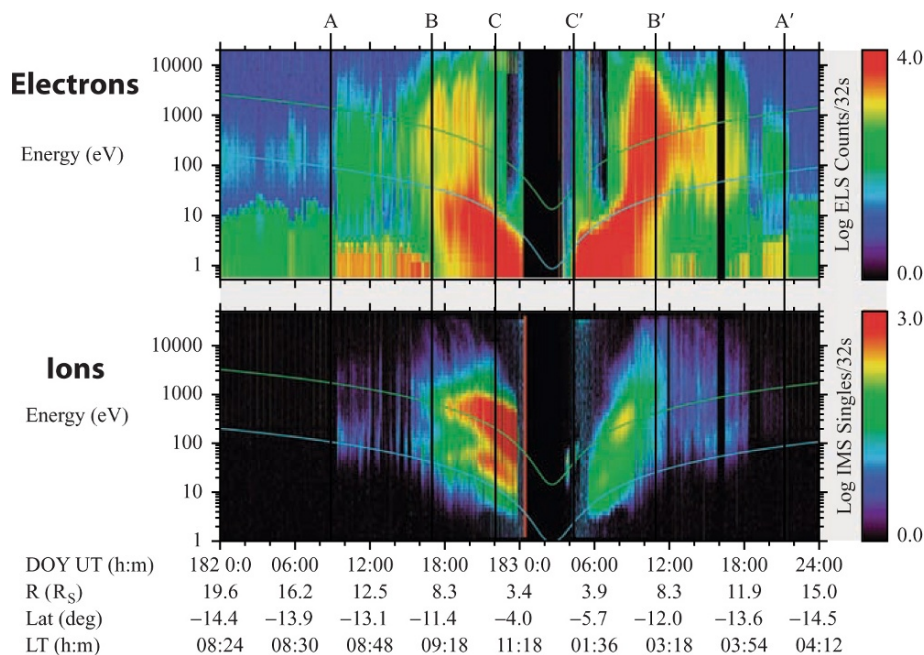 A B C C′ B′ A′
Electrons
Energy (eV)
10000
1000
100
10
1
4.0
Log ELS Counts/32s
0.0
Ions
Energy (eV)
10000
1000
100
10
1
3.0
Log IMS Singles/32s
0.0
DOY UT (h:m) 182 0:0 06:00 12:00 18:00 183 0:0 06:00 12:00 18:00 24:00
R (RS) 19.6 16.2 12.5 8.3 3.4 3.9 8.3 11.9 15.0
Lat (deg) −14.4 −13.9 −13.1 −11.4 −4.0 −5.7 −12.0 −13.6 −14.5
LT (h:m) 08:24 08:30 08:48 09:18 11:18 01:36 03:18 03:54 04:12